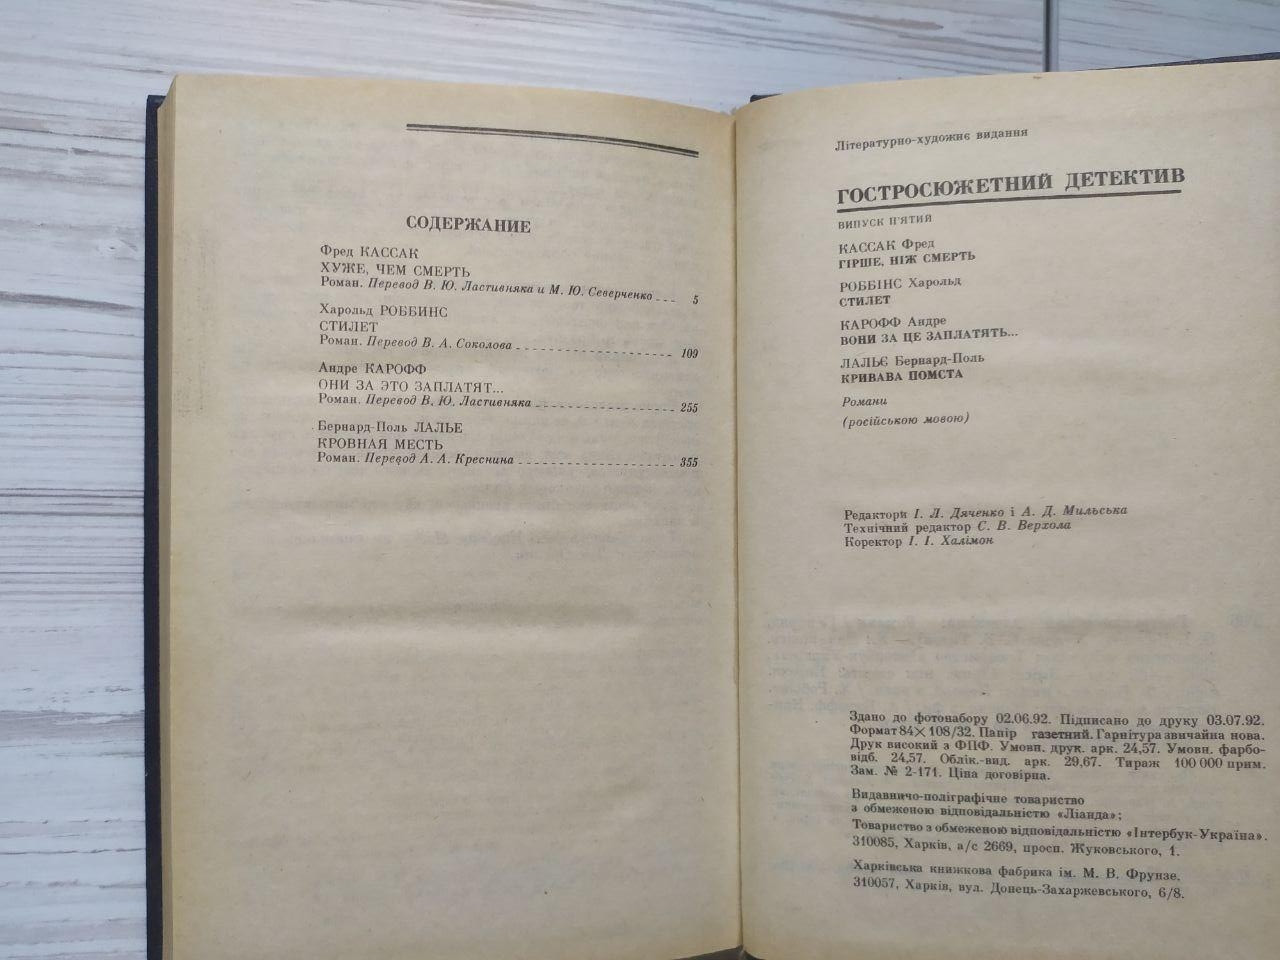 СОДЕРЖАНИЕ
Фред КАССАК
ХУЖЕ, ЧЕМ СМЕРТЬ
Роман. Перевод В. Ю. Ластивняка и М. Ю. Северченко 5
Харольд РОББИНС
СТИЛЕТ
Роман. Перевод В. А. Соколова 109
Андре КАРОФФ
ОНИ ЗА ЭТО ЗАПЛАТЯТ...
Роман. Перевод В. Ю. Ластивняка 255
Бернард-Поль ЛАЛЬЕ
КРОВНАЯ МЕСТЬ
Роман. Перевод А. А. Креснина 355
Літературно-художнє видання
ГОСТРОСЮЖЕТНИЙ ДЕТЕКТИВ
ВИПУСК П'ЯТИЙ
КАССАК Фред
ГІРШЕ, НІЖ СМЕРТЬ
РОББІНС Харольд
СТИЛЕТ
КАРОФФ Андре
ВОНИ ЗА ЦЕ ЗАПЛАТЯТЬ...
ЛАЛЬЄ Бернард-Поль
КРИВАВА ПОМСТА
Романи
(російською мовою)
Редактори І. Л. Дяченко і А. Д. Мильська
Технічний редактор С. В. Верхола
Коректор І. І. Халімон
Здано до фотонабору 02.06.92. Підписано до друку 03.07.92.
Формат 84×108/32. Папір газетний. Гарнітура звичайна нова.
Друк високий з ФПФ. Умовн. друк. арк. 24,57. Умовн. фарбо-
відб. 24,57. Облік.-вид. арк. 29,67. Тираж 100 000 прим.
Зам. № 2-171. Ціна договірна.
Видавничо-поліграфічне товариство
з обмеженою відповідальністю «Ліанда»;
Товариство з обмеженою відповідальністю «Інтербук-Україна».
310085, Харків, а/с 2669, просп. Жуковського, 1.
Харківська книжкова фабрика ім. М. В. Фрунзе.
310057, Харків, вул. Донець-Захаржевського, 6/8.